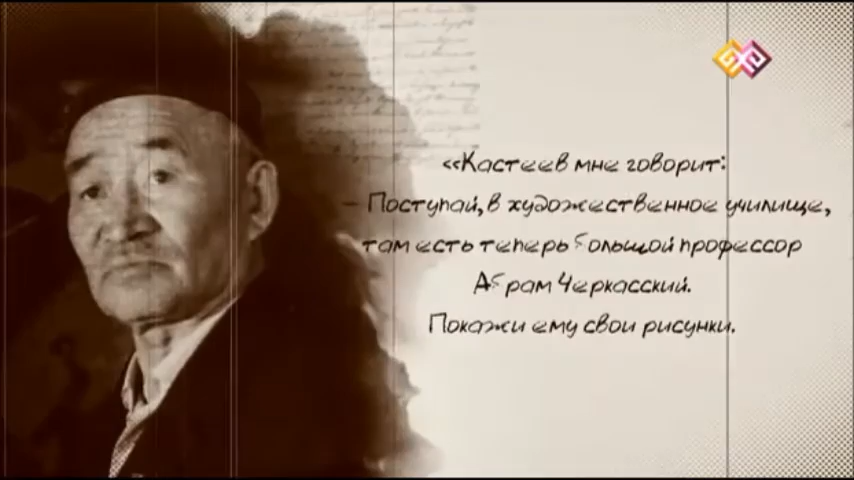 «Кастеев мне говорит:
– Поступай, в художественное училище,
там есть теперь большой профессор
Абрам Черкасский.
Покажи ему свои рисунки.